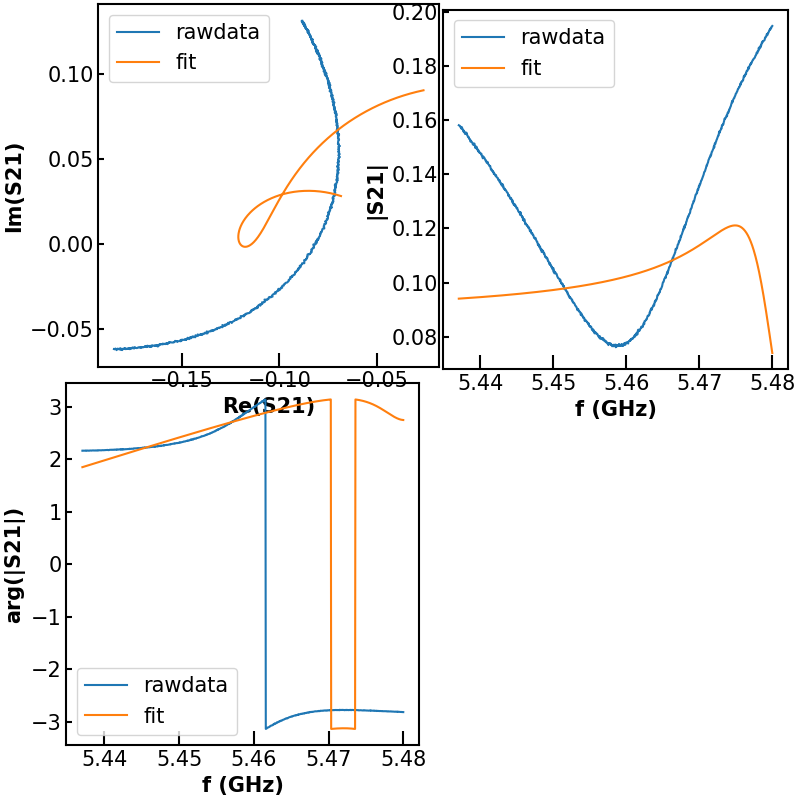 rawdata
fit
0.10
0.05
0.00
−0.05
Im(S21)
−0.15 −0.10 −0.05
Re(S21)
rawdata
fit
0.20
0.18
0.16
0.14
0.12
0.10
0.08
|S21|
5.44 5.45 5.46 5.47 5.48
f (GHz)
3
2
1
0
−1
−2
−3
arg(|S21|)
rawdata
fit
5.44 5.45 5.46 5.47 5.48
f (GHz)